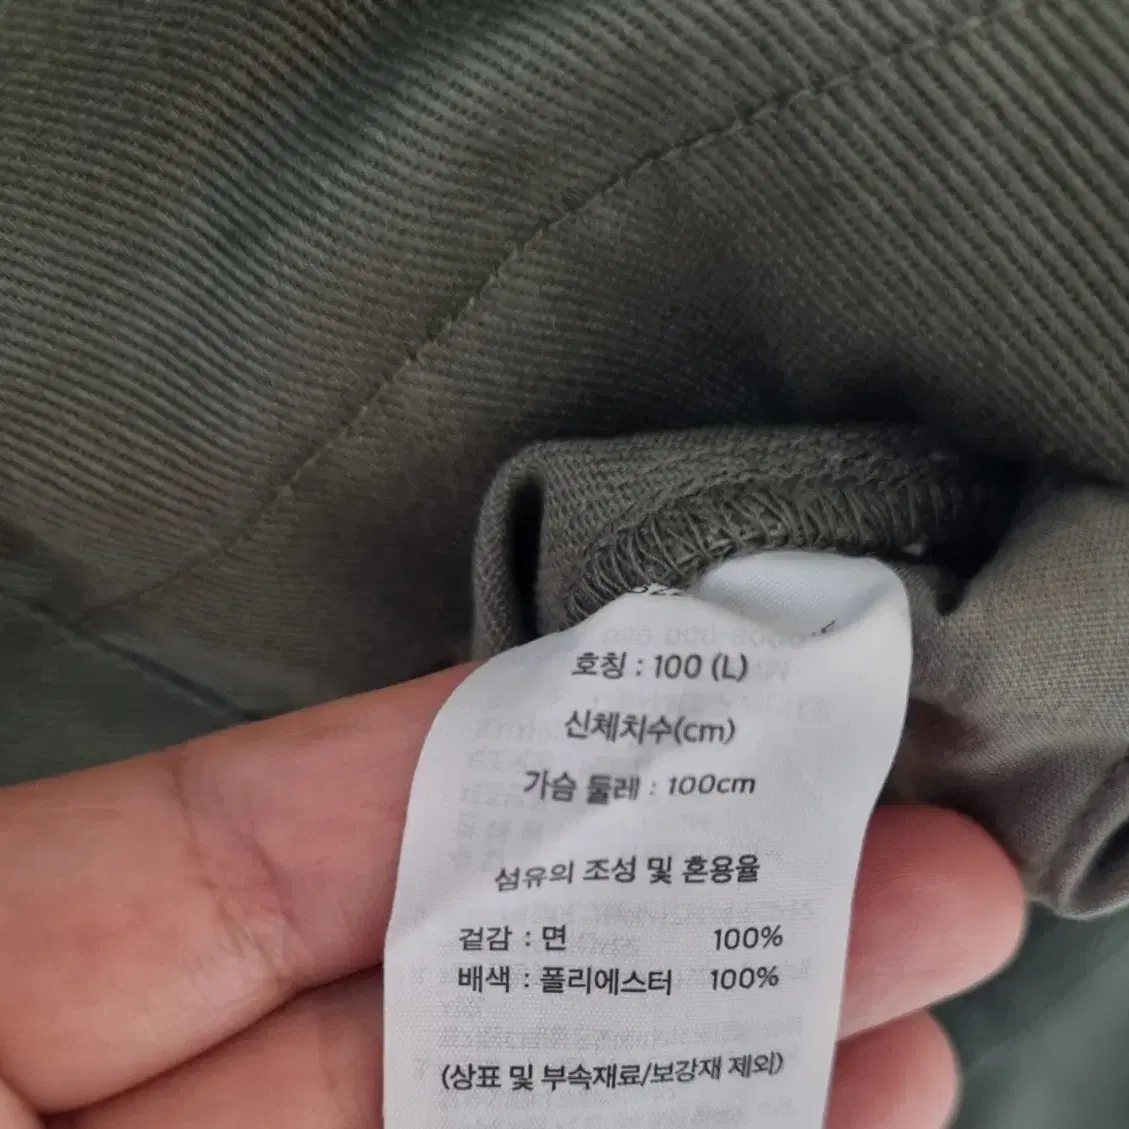 호칭 : 100 (L)
신체치수(cm)
가슴 둘레 : 100cm
섬유의 조성 및 혼용율
겉감 : 면 100%
배색 : 폴리에스터 100%
(상표 및 부속재료/보강재 제외)